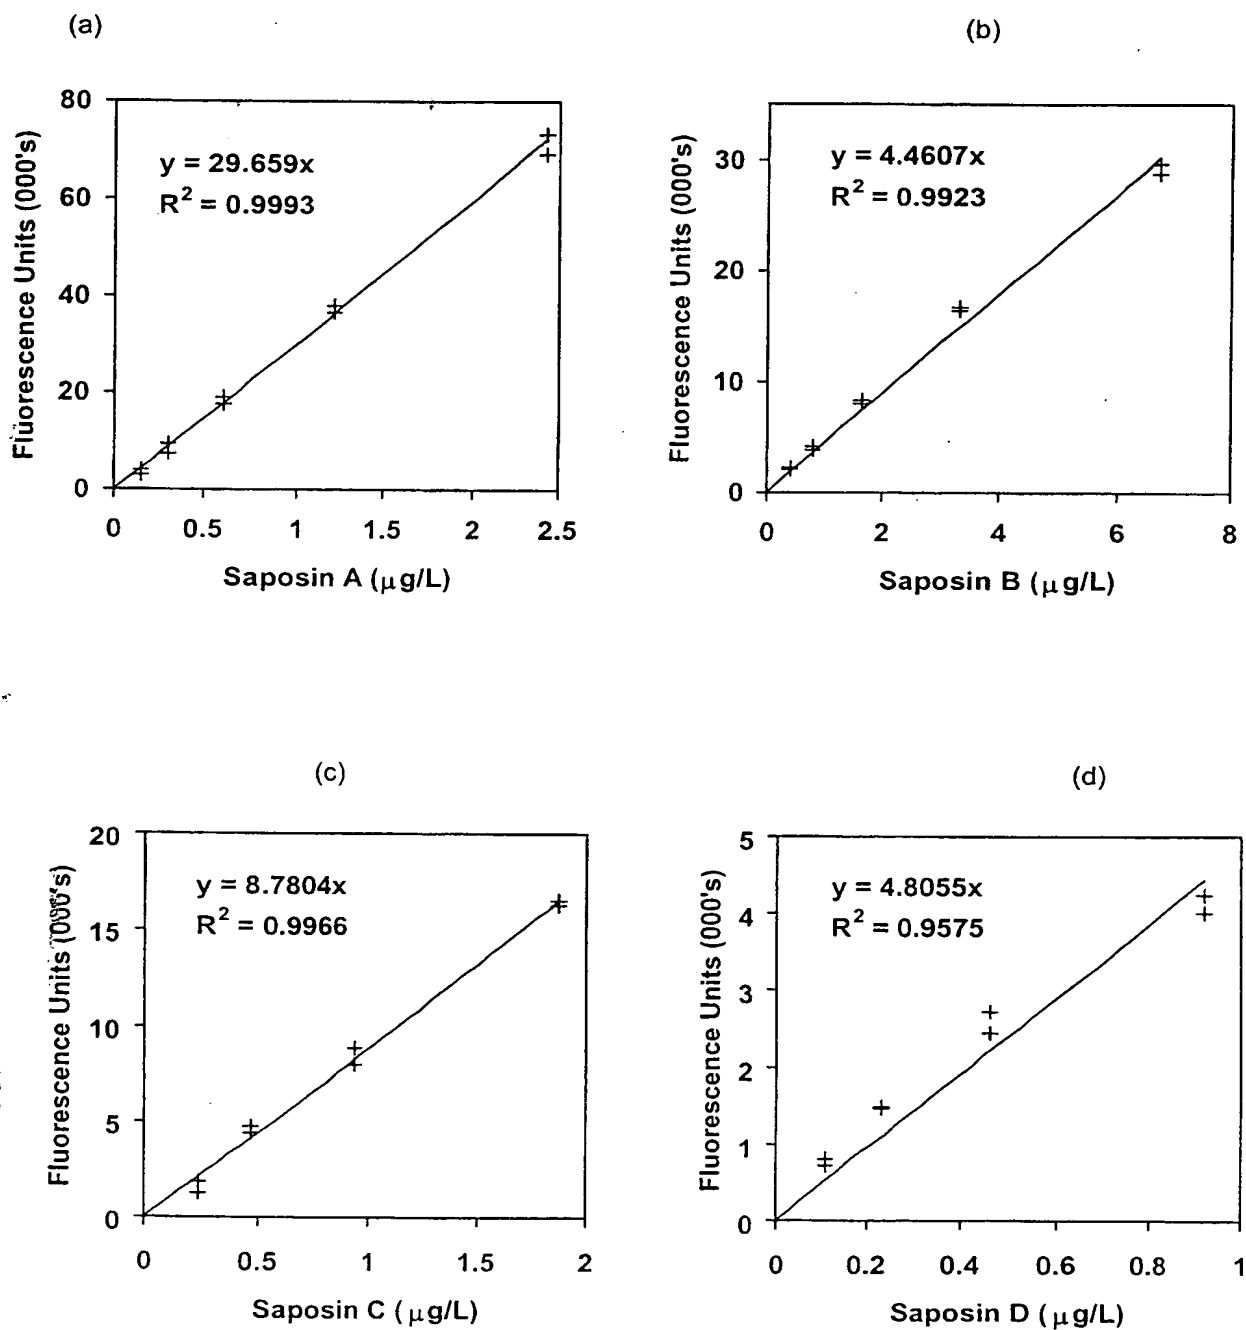 (a)
Fluorescence Units (000's)
80
60
40
20
0
y = 29.659x
R² = 0.9993
0 0.5 1 1.5 2 2.5
Saposin A (μg/L)
(b)
Fluorescence Units (000's)
30
20
10
0
y = 4.4607x
R² = 0.9923
0 2 4 6 8
Saposin B (μg/L)
(c)
Fluorescence Units (000's)
20
15
10
5
0
y = 8.7804x
R² = 0.9966
0 0.5 1 1.5 2
Saposin C (μg/L)
(d)
Fluorescence Units (000's)
5
4
3
2
1
0
y = 4.8055x
R² = 0.9575
0 0.2 0.4 0.6 0.8 1
Saposin D (μg/L)